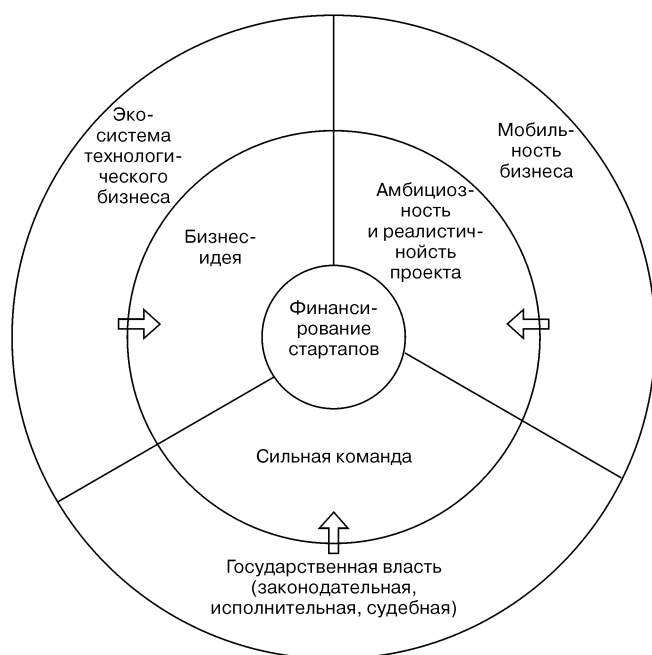 Эко-
система
технологи-
ческого
бизнеса
Мобиль-
ность
бизнеса
Бизнес-
идея
Амбициоз-
ность
и реалистич-
нойсть
проекта
Финанси-
рование
стартапов
Сильная команда
Государственная власть
(законодательная,
исполнительная, судебная)